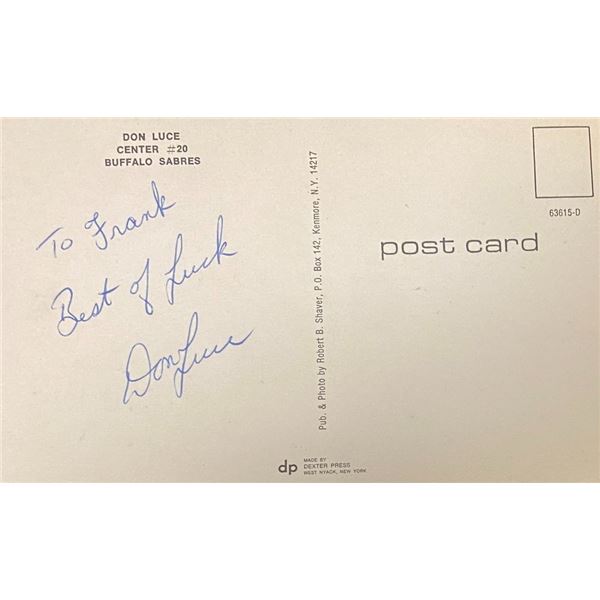 DON LUCE
CENTER #20
BUFFALO SABRES
To Frank
Best of Luck
Don Luce
Pub. & Photo by Robert B. Shaver, P.O. Box 142, Kenmore, N.Y. 14217
63615-D
post card
dp
MADE BY
DEXTER PRESS
WEST NYACK, NEW YORK